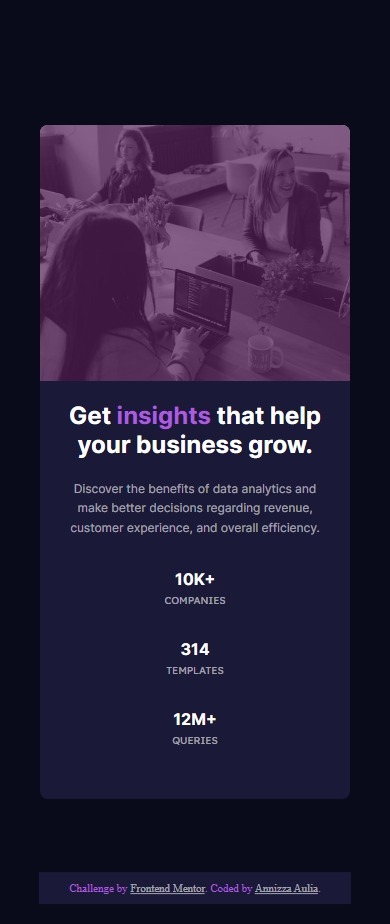 Get insights that help
your business grow.
Discover the benefits of data analytics and
make better decisions regarding revenue,
customer experience, and overall efficiency.
10K+
COMPANIES
314
TEMPLATES
12M+
QUERIES
Challenge by Frontend Mentor. Coded by Annizza Aulia.